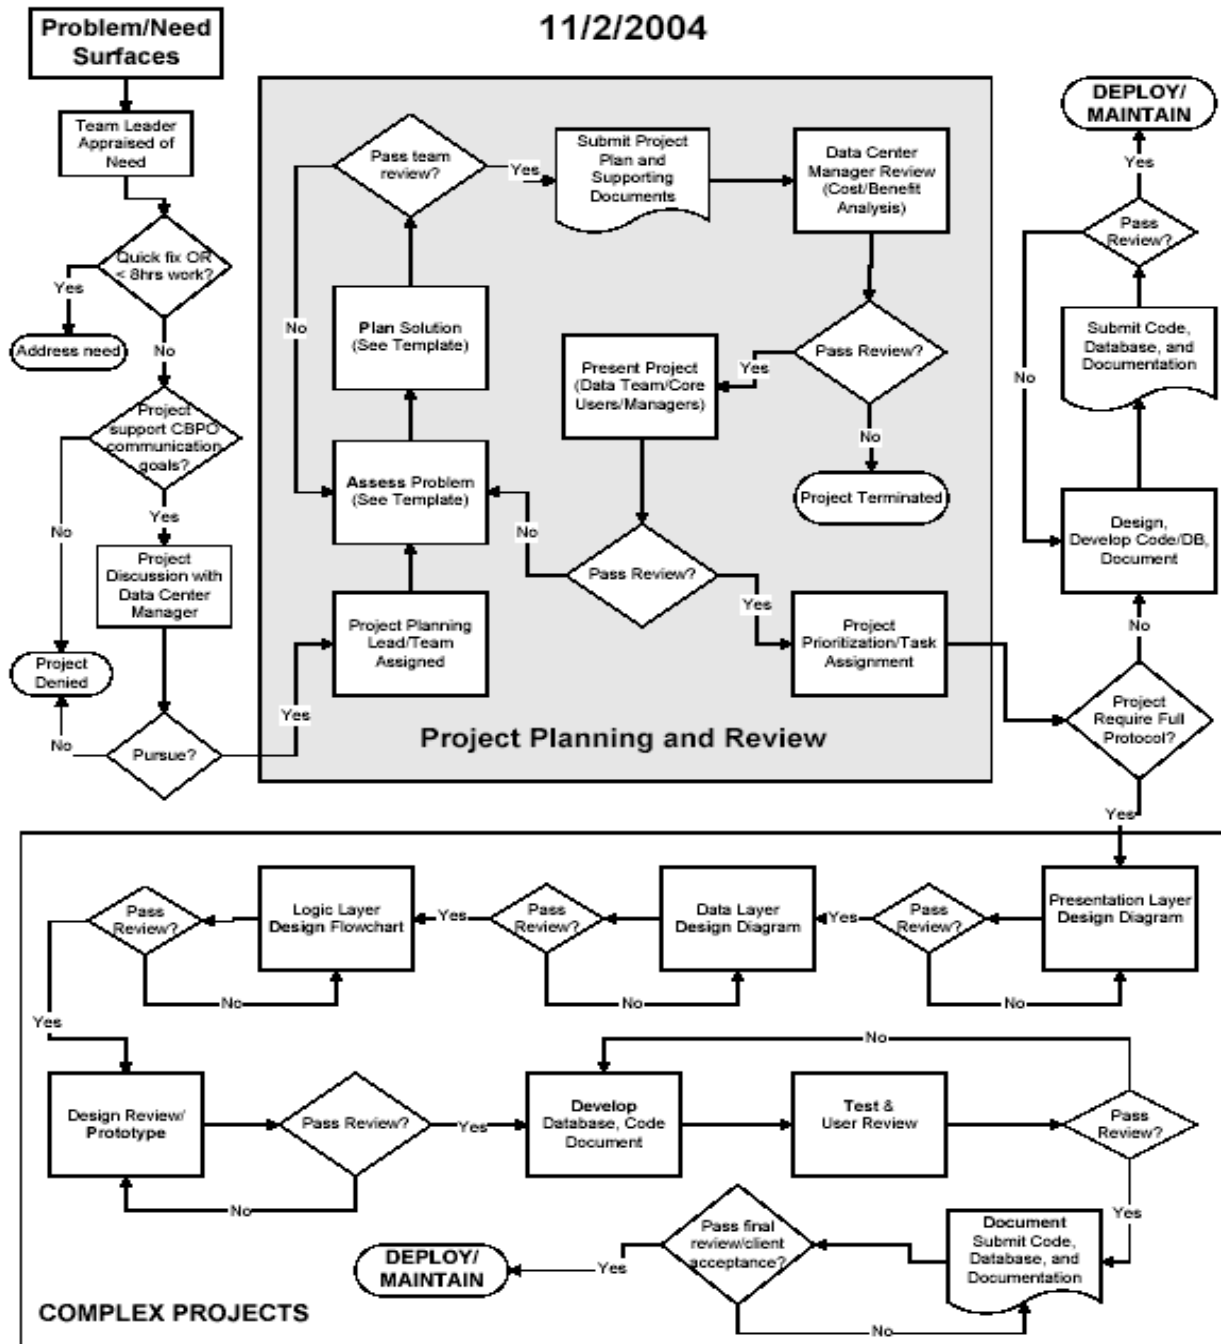 Problem/Need
Surfaces
11/2/2004
Team Leader
Appraised of
Need
Quick fix OR
< 8hrs work?
Yes
Address need
No
Project
support CBPO
communication
goals?
No
Yes
Project
Discussion with
Data Center
Manager
Project
Denied
No
Pursue?
Yes
Pass team
review?
Yes
Submit Project
Plan and
Supporting
Documents
Data Center
Manager Review
(Cost/Benefit
Analysis)
No
Plan Solution
(See Template)
Present Project
(Data Team/Core
Users/Managers)
Yes
Pass Review?
No
Project Terminated
Assess Problem
(See Template)
No
Pass Review?
Yes
Project Planning
Lead/Team
Assigned
Project
Prioritization/Task
Assignment
Project Planning and Review
DEPLOY/
MAINTAIN
Yes
Pass
Review?
No
Submit Code,
Database, and
Documentation
Design,
Develop Code/DB,
Document
No
Project
Require Full
Protocol?
Yes
Pass
Review?
Logic Layer
Design Flowchart
Yes
Pass
Review?
Data Layer
Design Diagram
Yes
Pass
Review?
Presentation Layer
Design Diagram
No
No
No
Yes
No
Design Review/
Prototype
Pass Review?
Yes
Develop
Database, Code
Document
Test &
User Review
Pass
Review?
No
Yes
DEPLOY/
MAINTAIN
Yes
Pass final
review/client
acceptance?
Document
Submit Code,
Database, and
Documentation
No
COMPLEX PROJECTS